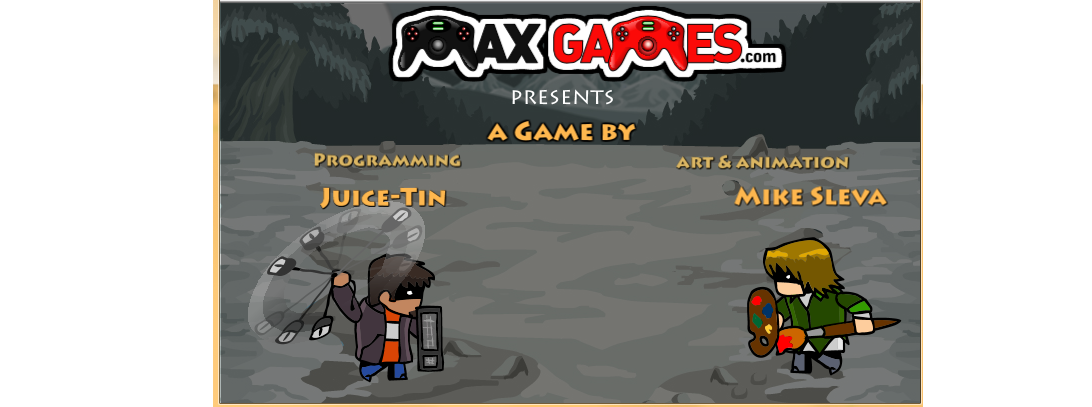 MAX GAMES.com
PRESENTS
A GAME BY
PROGRAMMING
JUICE-TIN
ART & ANIMATION
MIKE SLEVA